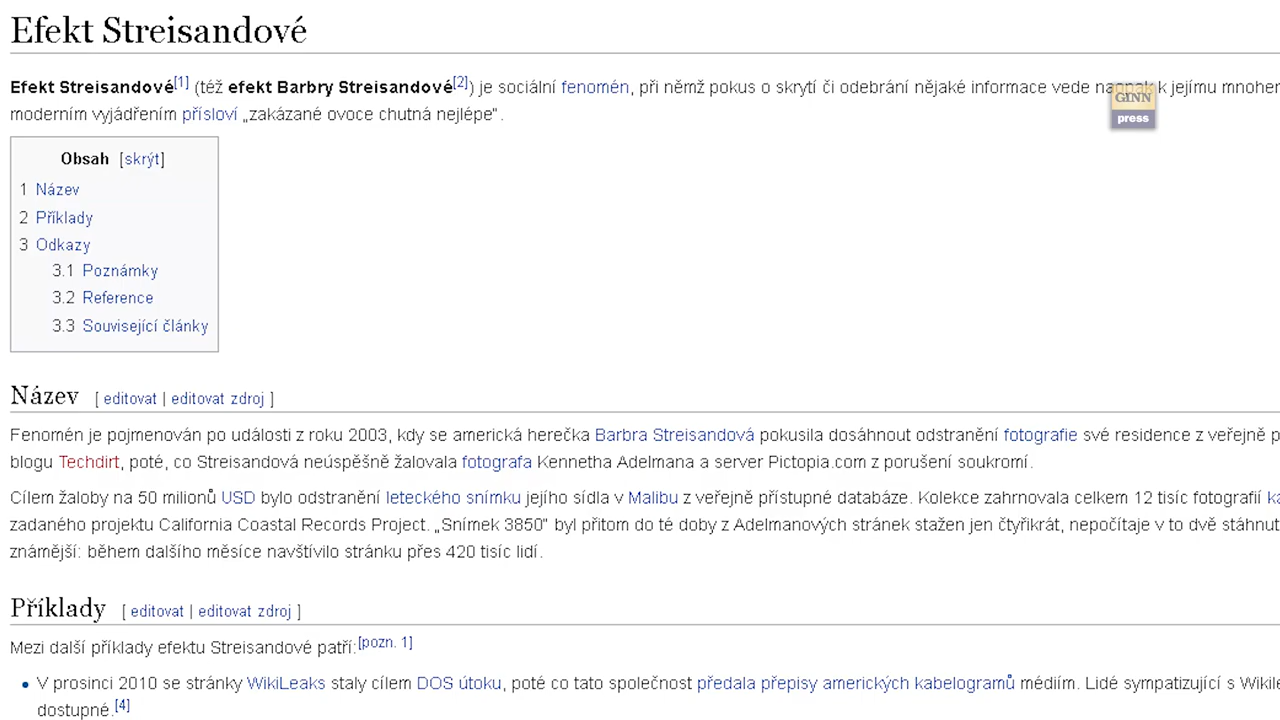 Efekt Streisandové
Efekt Streisandové[1] (též efekt Barbry Streisandové[2]) je sociální fenomén, při němž pokus o skrytí či odebrání nějaké informace vede naopak k jejímu mnohem
moderním vyjádřením přísloví „zakázané ovoce chutná nejlépe“.
GINN
press
Obsah [skrýt]
1 Název
2 Příklady
3 Odkazy
3.1 Poznámky
3.2 Reference
3.3 Související články
Název [ editovat | editovat zdroj ]
Fenomén je pojmenován po události z roku 2003, kdy se americká herečka Barbra Streisandová pokusila dosáhnout odstranění fotografie své residence z veřejně p
blogu Techdirt, poté, co Streisandová neúspěšně žalovala fotografa Kennetha Adelmana a server Pictopia.com z porušení soukromí.
Cílem žaloby na 50 milionů USD bylo odstranění leteckého snímku jejího sídla v Malibu z veřejně přístupné databáze. Kolekce zahrnovala celkem 12 tisíc fotografií ka
zadaného projektu California Coastal Records Project. „Snímek 3850“ byl přitom do té doby z Adelmanových stránek stažen jen čtyřikrát, nepočítaje v to dvě stáhnut
známější: během dalšího měsíce navštívilo stránku přes 420 tisíc lidí.
Příklady [ editovat | editovat zdroj ]
Mezi další příklady efektu Streisandové patří:[pozn. 1]
• V prosinci 2010 se stránky WikiLeaks staly cílem DOS útoku, poté co tato společnost předala přepisy amerických kabelogramů médiím. Lidé sympatizující s Wikile
dostupné.[4]